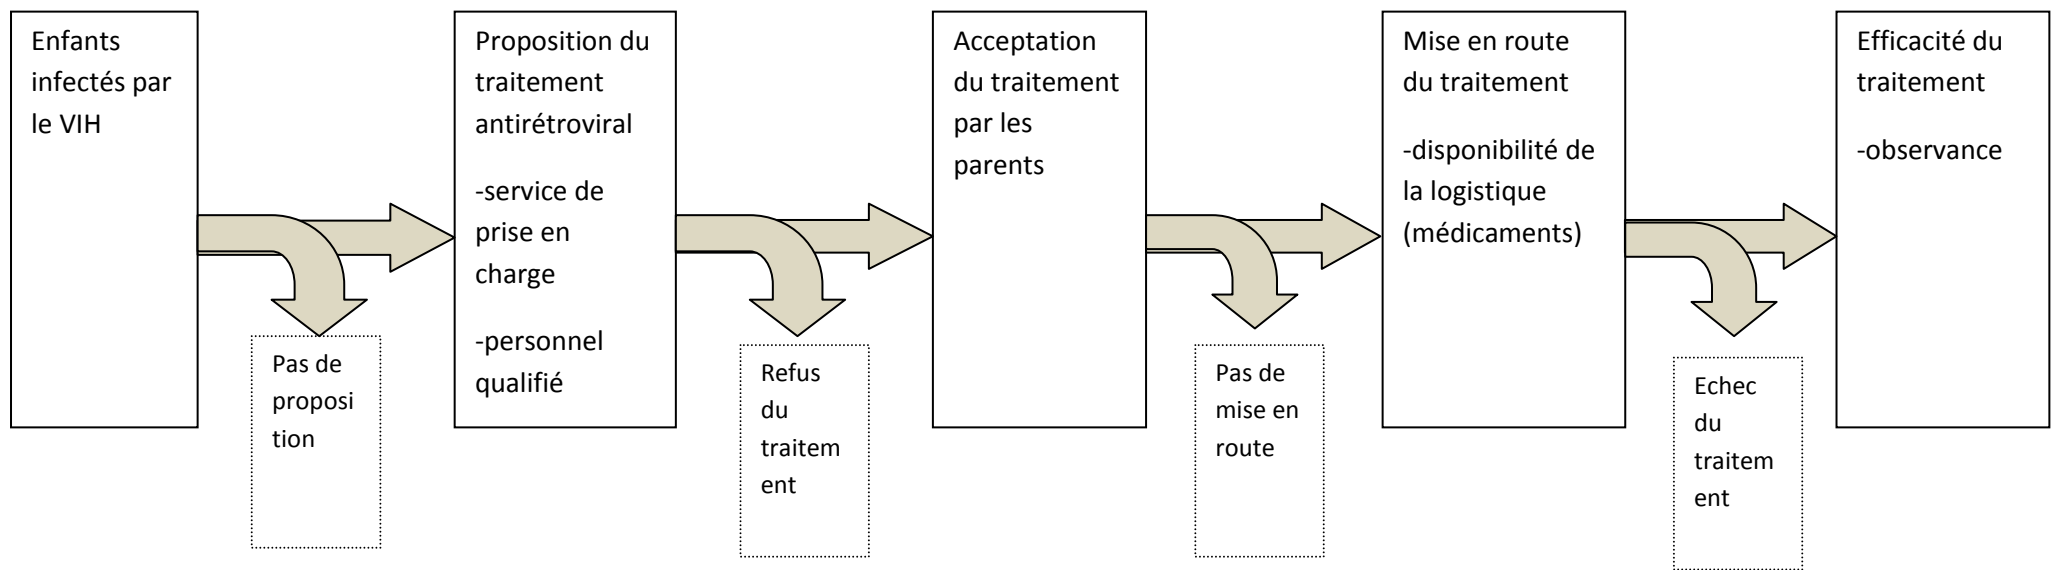 Enfants
infectés par
le VIH
Pas de
proposi
tion
Proposition du
traitement
antirétroviral
-service de
prise en
charge
-personnel
qualifié
Refus
du
traitem
ent
Acceptation
du traitement
par les
parents
Pas de
mise en
route
Mise en route
du traitement
-disponibilité de
la logistique
(médicaments)
Echec
du
traitem
ent
Efficacité du
traitement
-observance